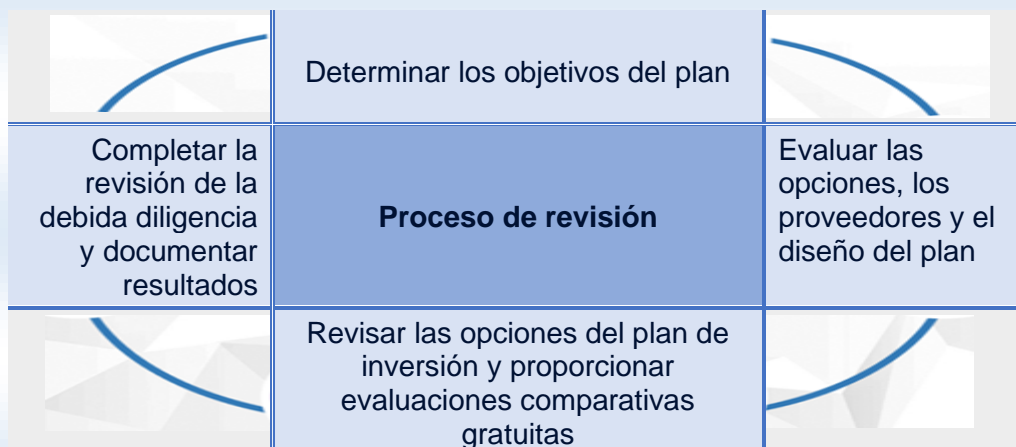 Determinar los objetivos del plan
Completar la
revisión de la
debida diligencia
y documentar
resultados
Proceso de revisión
Evaluar las
opciones, los
proveedores y el
diseño del plan
Revisar las opciones del plan de
inversión y proporcionar
evaluaciones comparativas
gratuitas